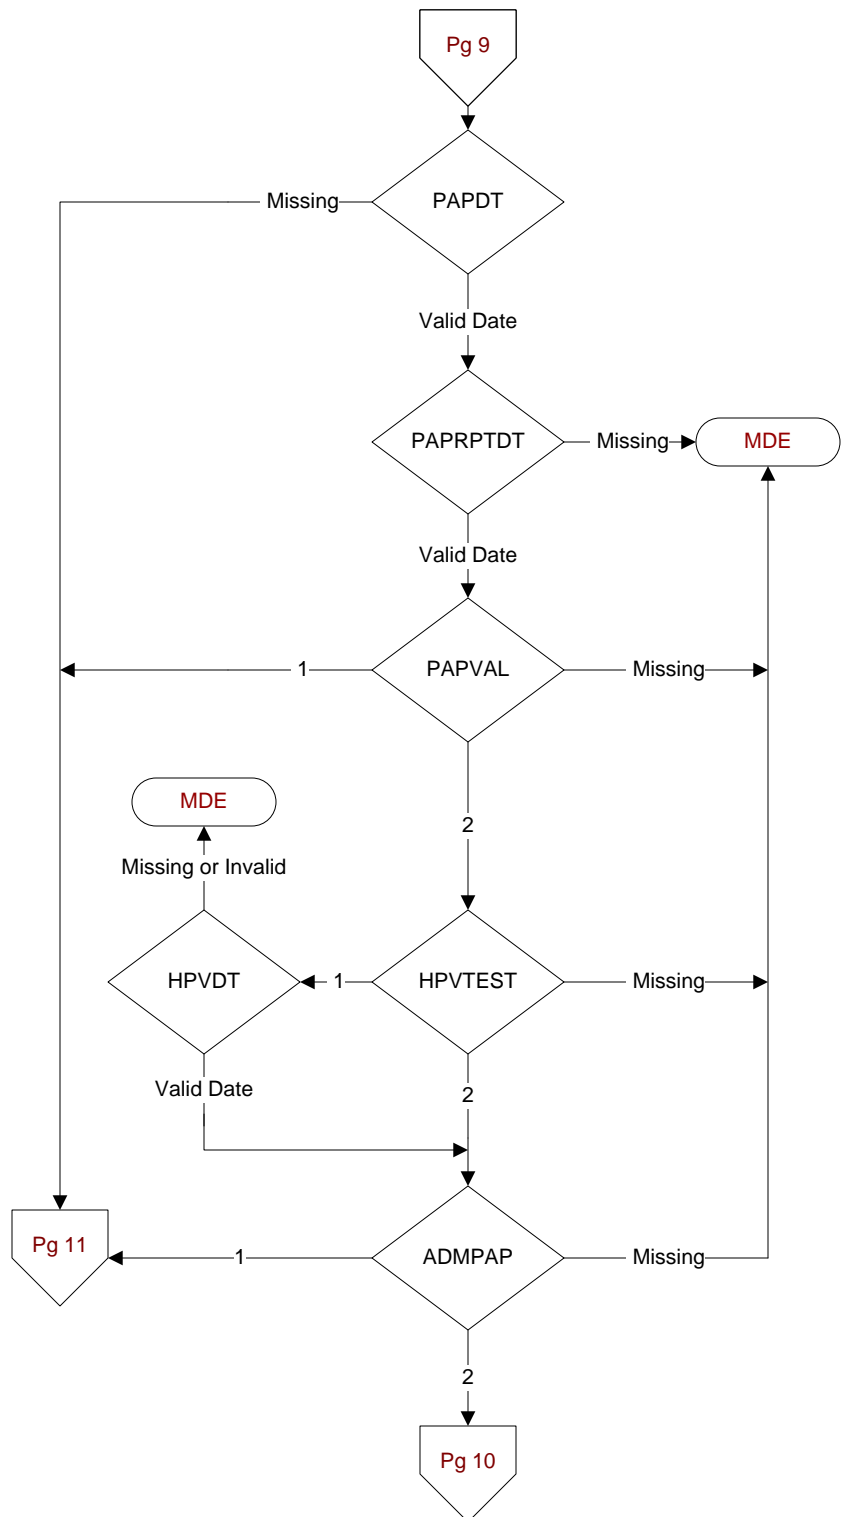 Pg 9
Missing
PAPDT
Valid Date
PAPRPTDT
Missing
MDE
Valid Date
1
PAPVAL
Missing
MDE
2
Missing or Invalid
HPVDT
1
HPVTEST
Missing
Valid Date
2
Pg 11
1
ADMPAP
Missing
2
Pg 10